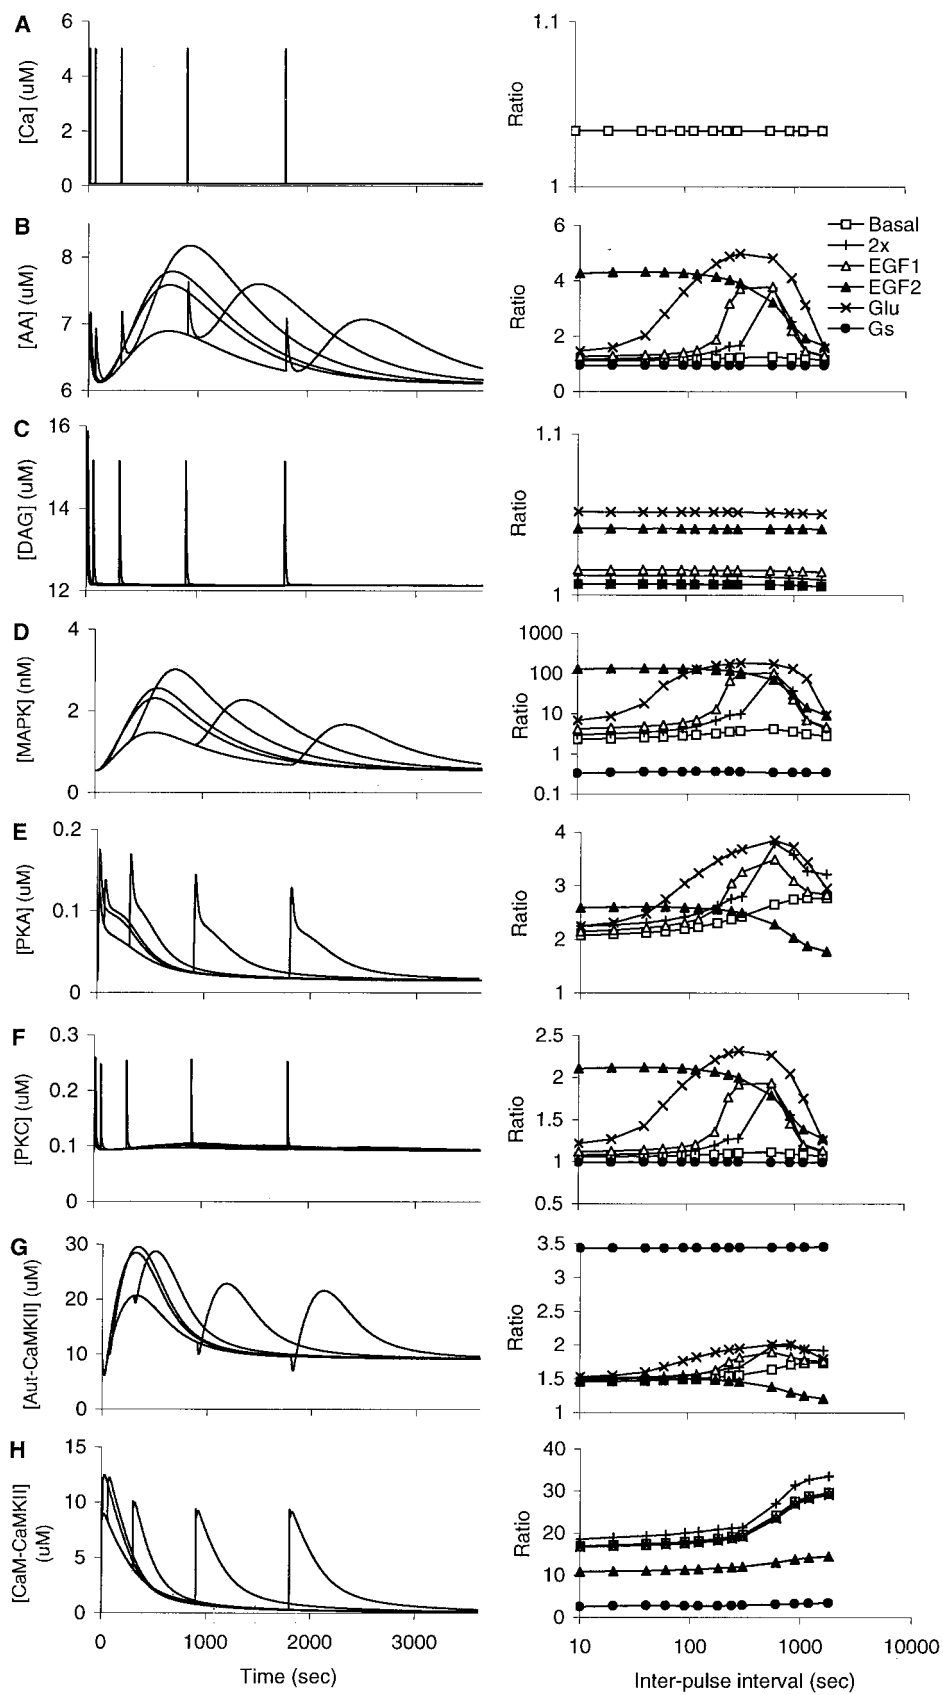 A
[Ca] (uM)
6
4
2
0
Ratio
1.1
1
B
[AA] (uM)
8
7
6
Ratio
6
4
2
0
Basal
2x
EGF1
EGF2
Glu
Gs
C
[DAG] (uM)
16
14
12
Ratio
1.1
1
D
[MAPK] (nM)
4
2
0
Ratio
1000
100
10
1
0.1
E
[PKA] (uM)
0.2
0.1
0
Ratio
4
3
2
1
F
[PKC] (uM)
0.3
0.2
0.1
0
Ratio
2.5
2
1.5
1
0.5
G
[Aut-CaMKII] (uM)
30
20
10
0
Ratio
3.5
3
2.5
2
1.5
1
H
[CaM-CaMKII]
(uM)
15
10
5
0
0 1000 2000 3000
Time (sec)
Ratio
40
30
20
10
0
10 100 1000 10000
Inter-pulse interval (sec)